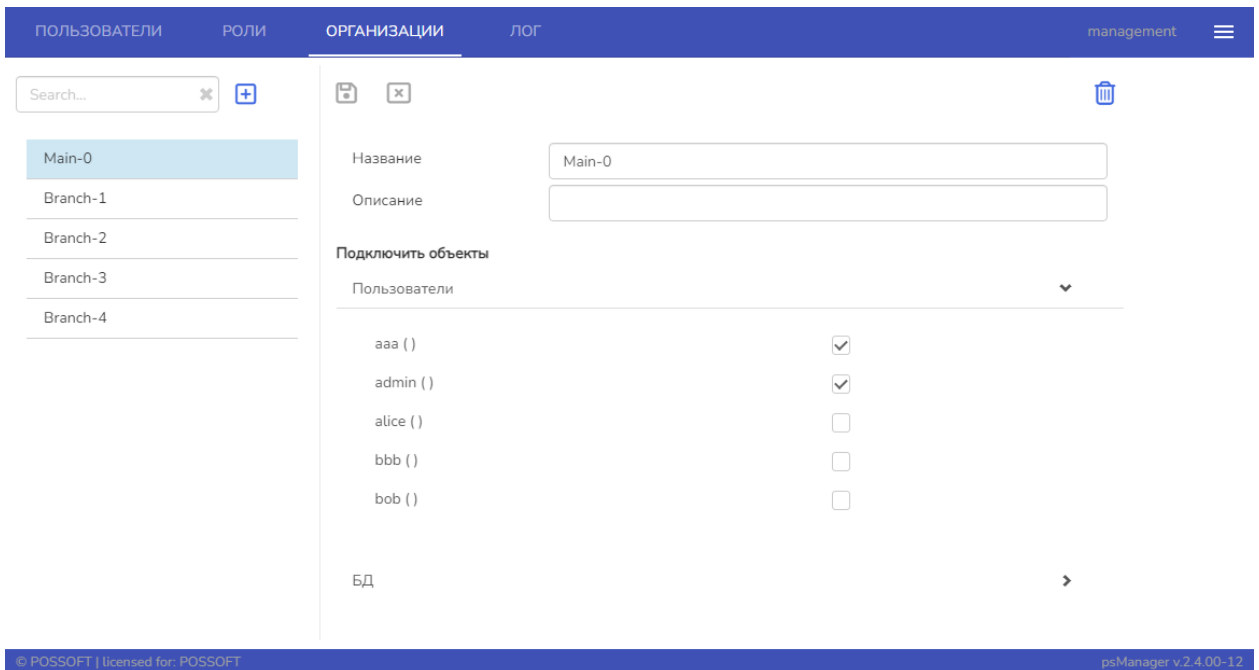 ПОЛЬЗОВАТЕЛИ РОЛИ ОРГАНИЗАЦИИ ЛОГ management
Search...
Main-0
Branch-1
Branch-2
Branch-3
Branch-4
Название Main-0
Описание
Подключить объекты
Пользователи
aaa ( )
admin ( )
alice ( )
bbb ( )
bob ( )
БД
© POSSOFT | licensed for: POSSOFT psManager v.2.4.00-12